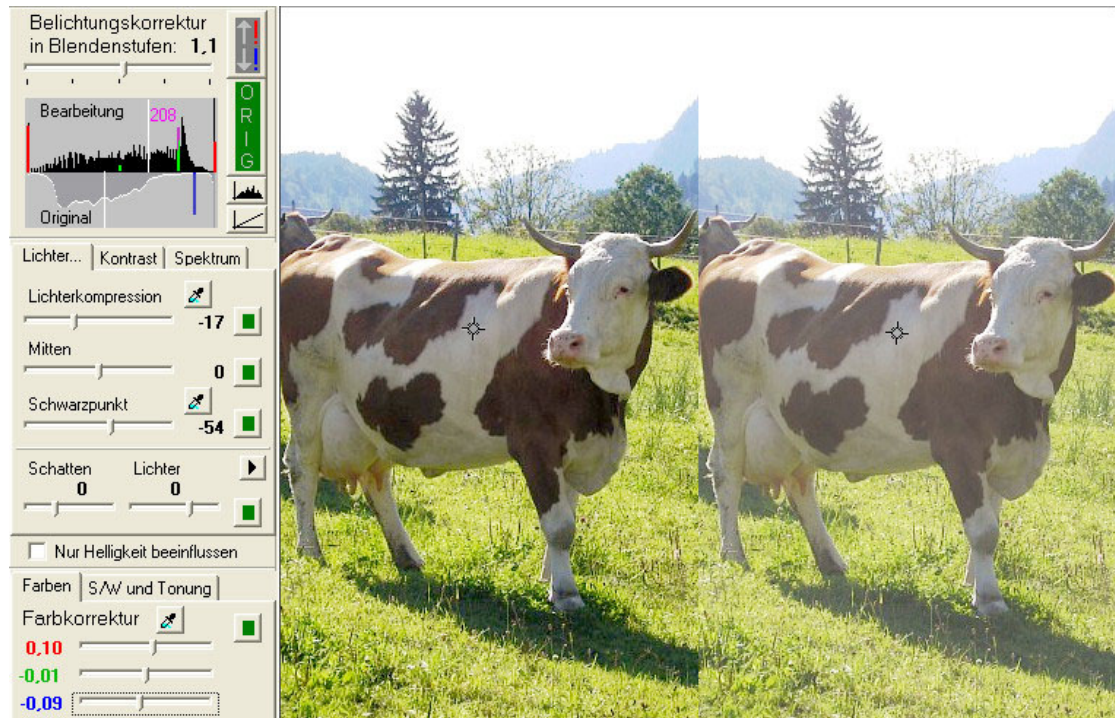 Belichtungskorrektur
in Blendenstufen: 1,1
ORIG
Bearbeitung 208
Original
Lichter... Kontrast Spektrum
Lichterkompression
-17
Mitten
0
Schwarzpunkt
-54
Schatten Lichter
0 0
Nur Helligkeit beeinflussen
Farben S/W und Tonung
Farbkorrektur
0,10
-0,01
-0,09